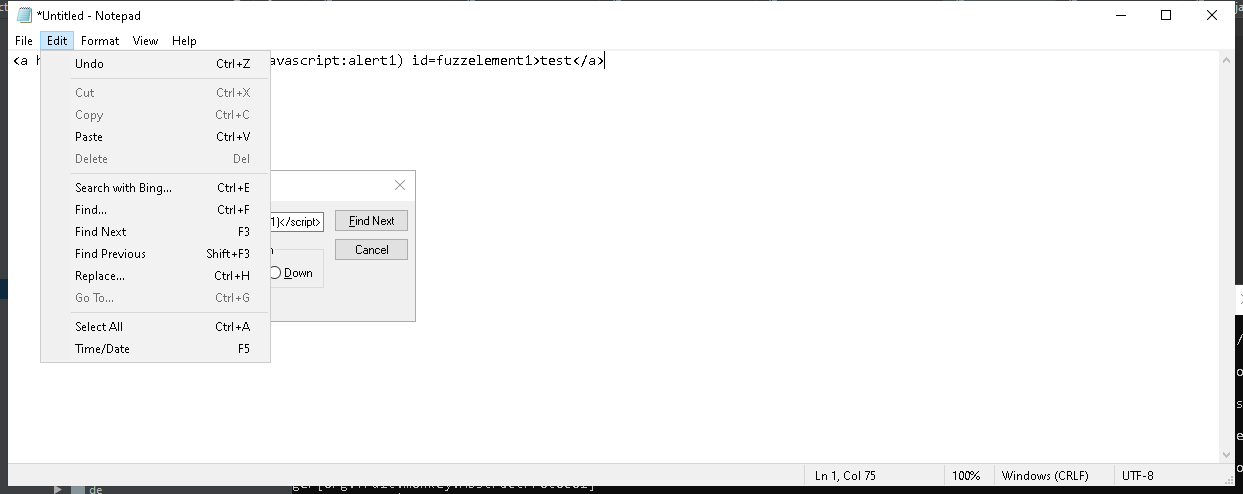 *Untitled - Notepad
File Edit Format View Help
<a h avascript:alert1) id=fuzzelement1>test</a>
Undo Ctrl+Z
Cut Ctrl+X
Copy Ctrl+C
Paste Ctrl+V
Delete Del
Search with Bing... Ctrl+E
Find... Ctrl+F
Find Next F3
Find Previous Shift+F3
Replace... Ctrl+H
Go To... Ctrl+G
Select All Ctrl+A
Time/Date F5
1)</script> Find Next
Cancel
Down
Ln 1, Col 75 100% Windows (CRLF) UTF-8
de